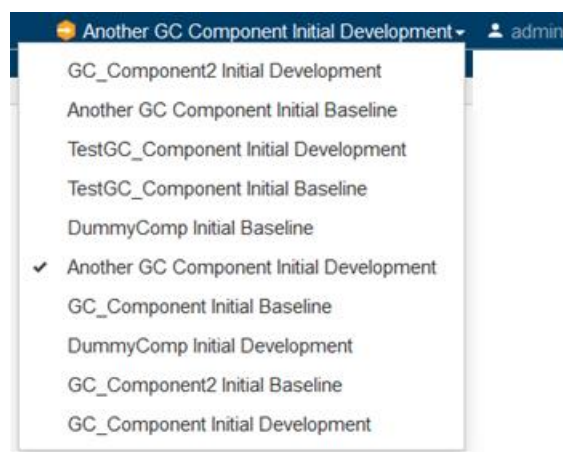 Another GC Component Initial Development admin
GC_Component2 Initial Development
Another GC Component Initial Baseline
TestGC_Component Initial Development
TestGC_Component Initial Baseline
DummyComp Initial Baseline
Another GC Component Initial Development
GC_Component Initial Baseline
DummyComp Initial Development
GC_Component2 Initial Baseline
GC_Component Initial Development